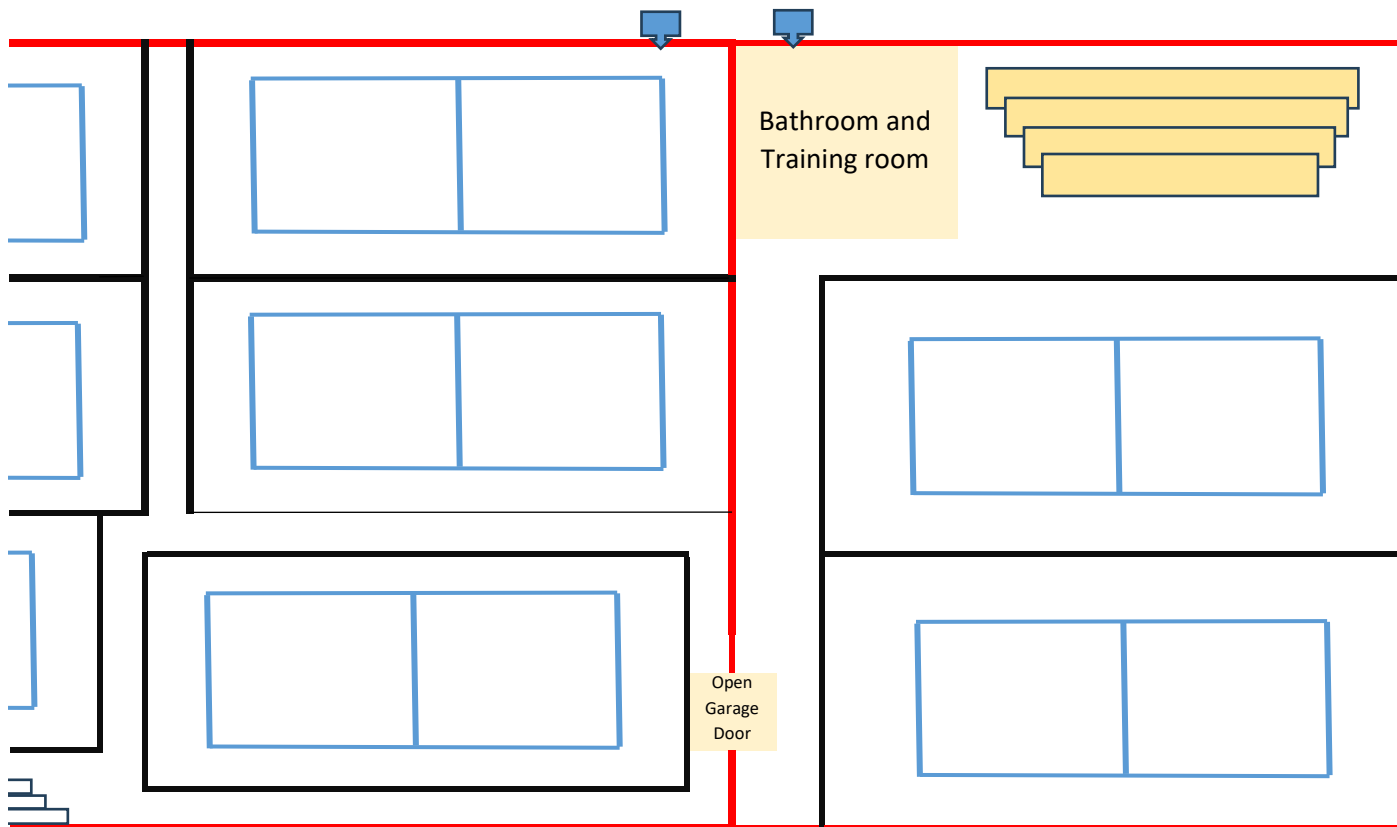 Bathroom and
Training room
Open
Garage
Door